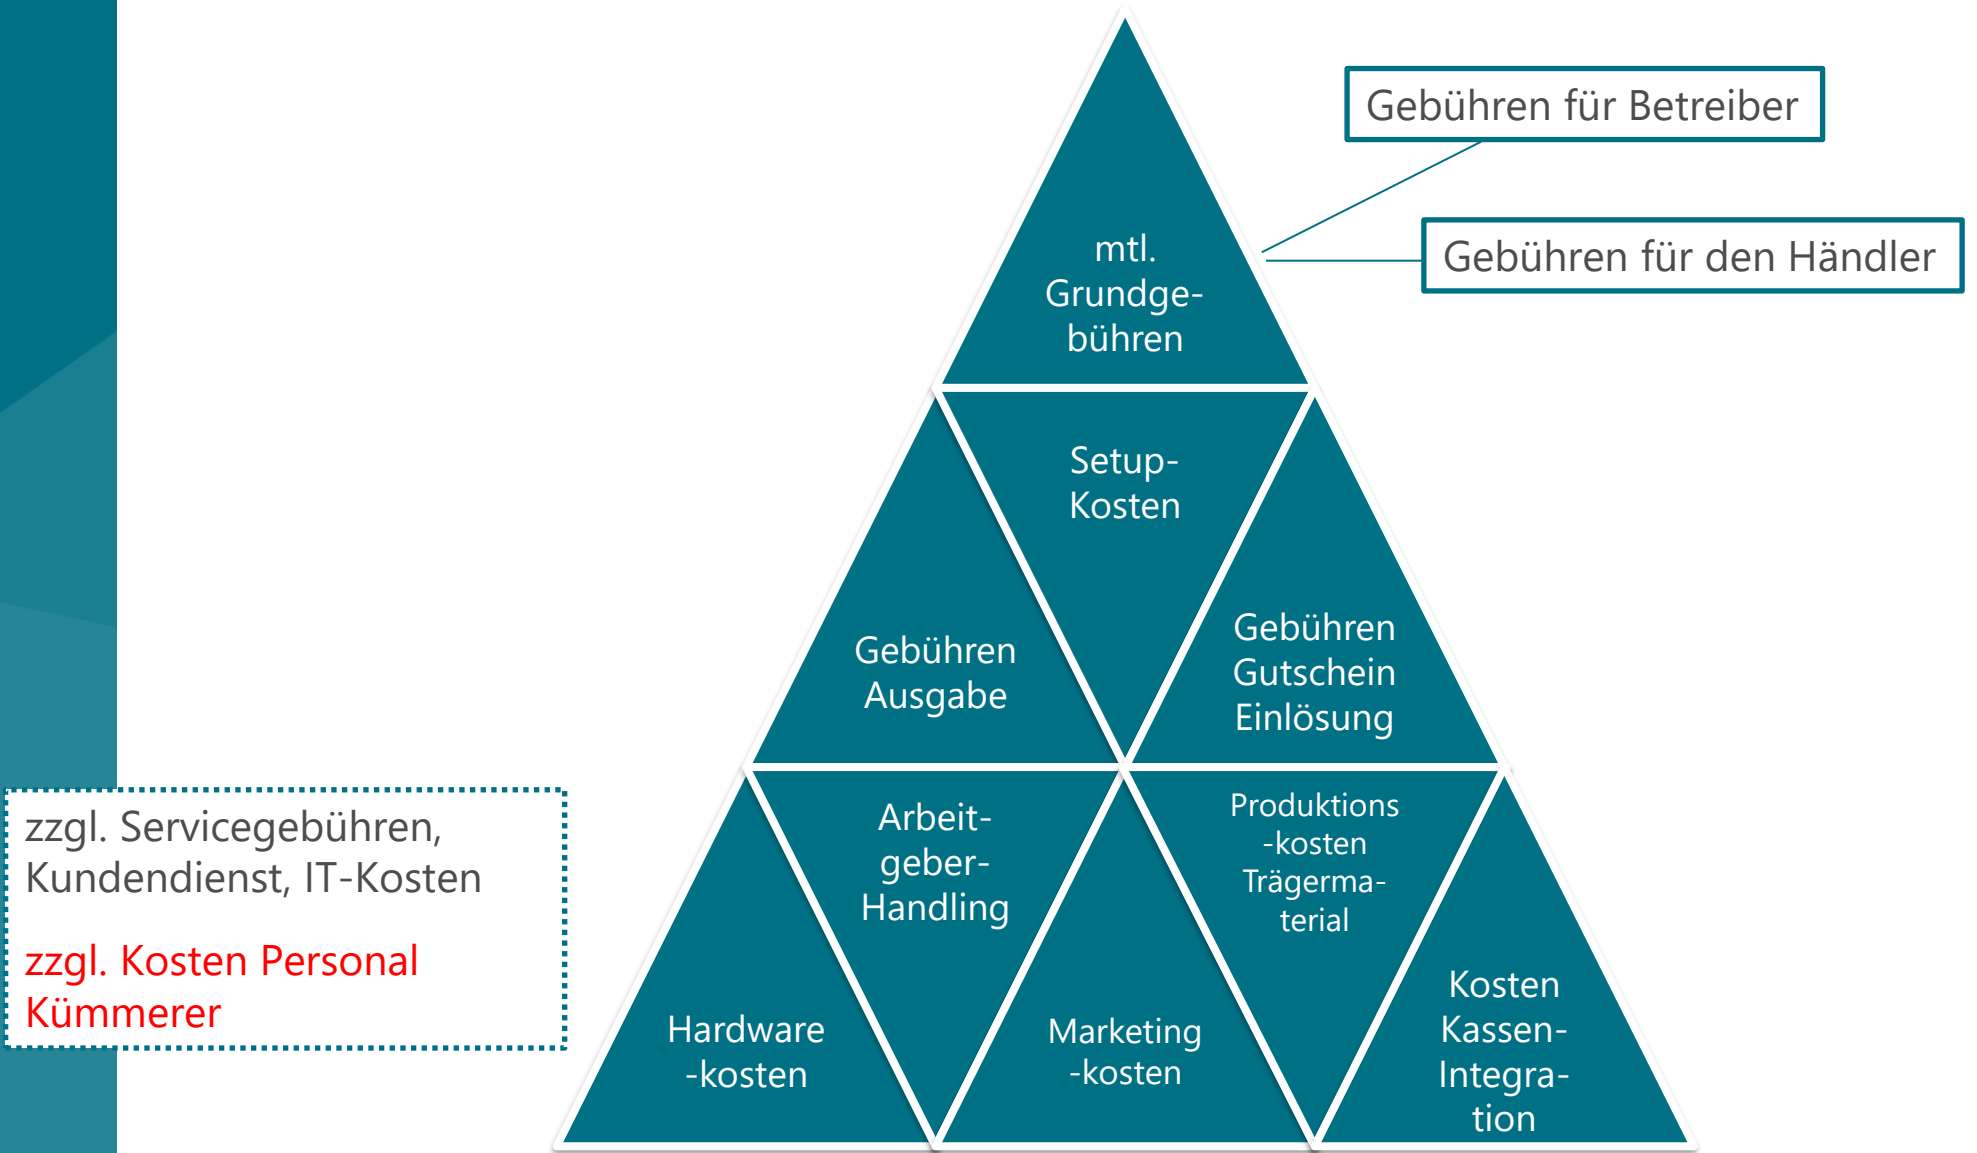 Gebühren für Betreiber
Gebühren für den Händler
mtl.
Grundge-
bühren
Setup-
Kosten
Gebühren
Ausgabe
Gebühren
Gutschein
Einlösung
zzgl. Servicegebühren,
Kundendienst, IT-Kosten
zzgl. Kosten Personal
Kümmerer
Hardware
-kosten
Arbeit-
geber-
Handling
Marketing
-kosten
Produktions
-kosten
Trägerma-
terial
Kosten
Kassen-
Integra-
tion